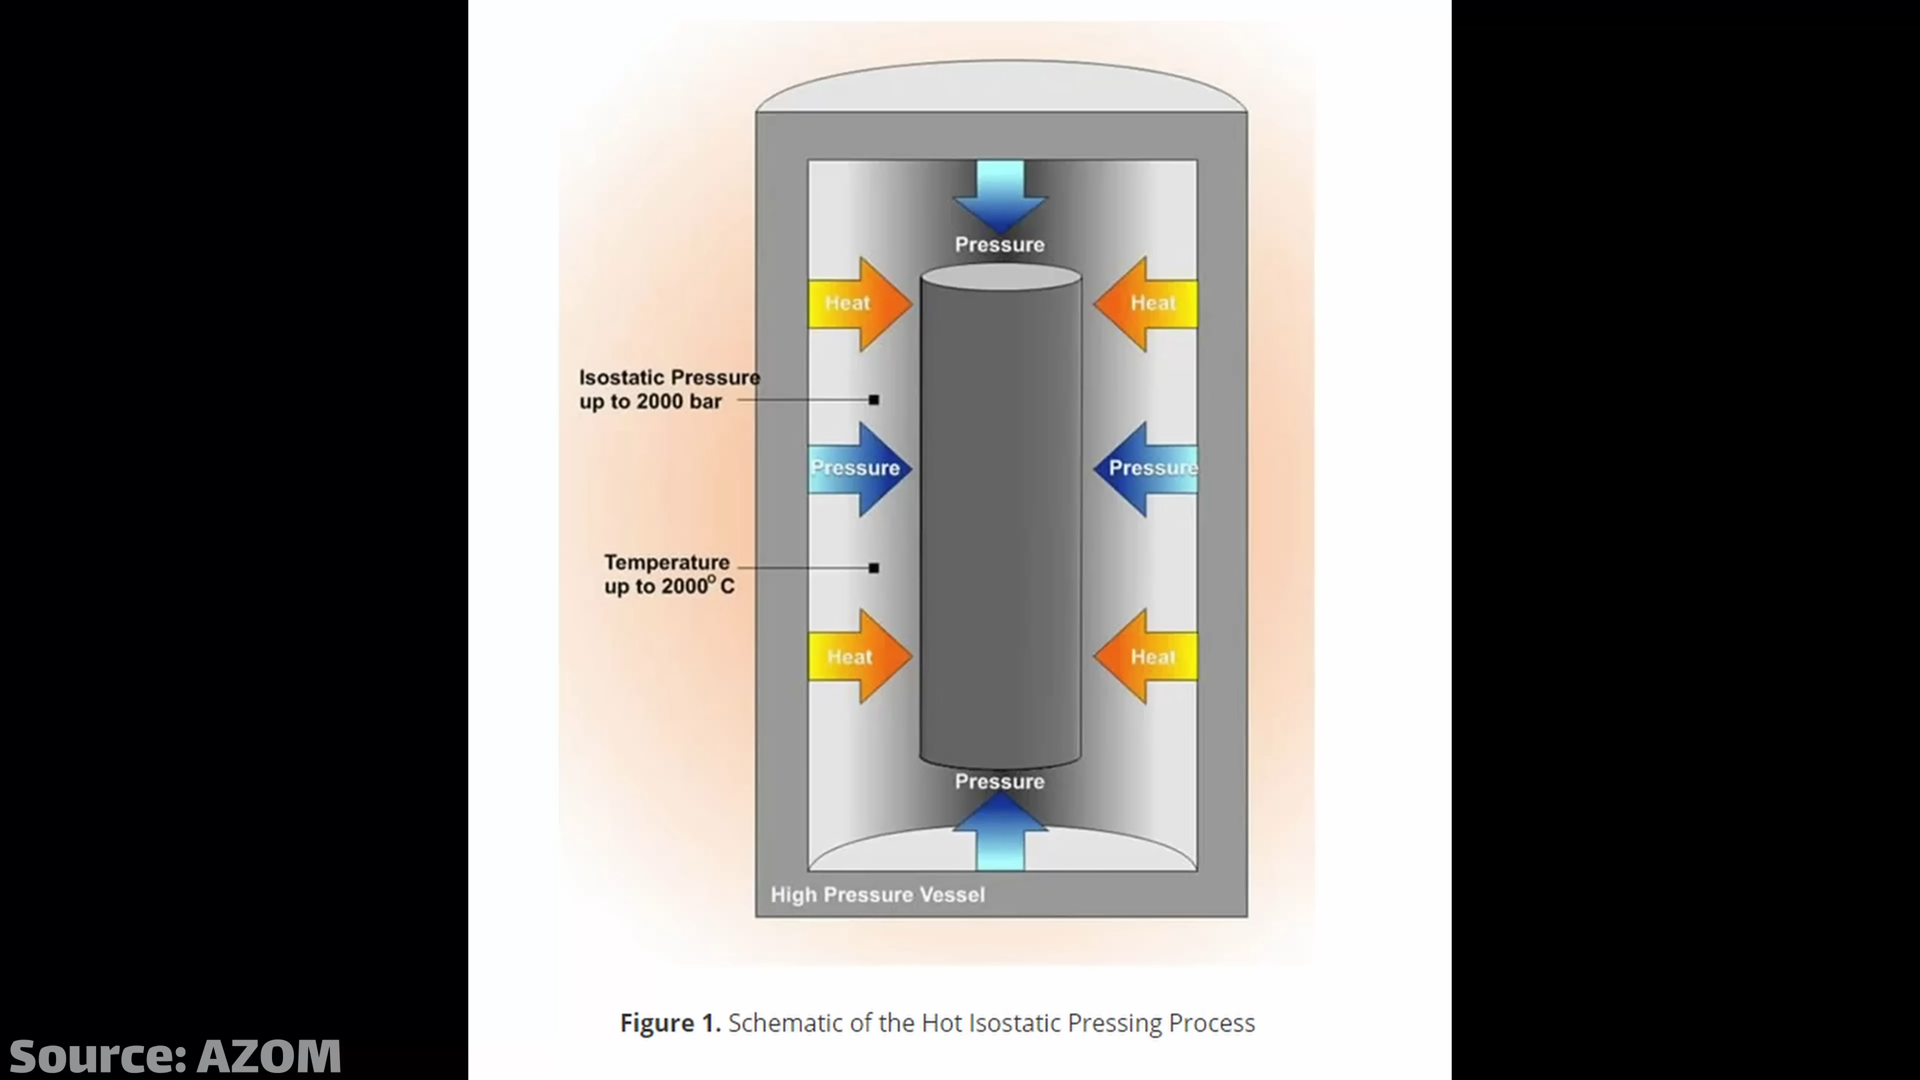 Pressure
Heat Heat
Isostatic Pressure
up to 2000 bar
Pressure Pressure
Temperature
up to 2000° C
Heat Heat
Pressure
High Pressure Vessel
Figure 1. Schematic of the Hot Isostatic Pressing Process
Source: AZOM